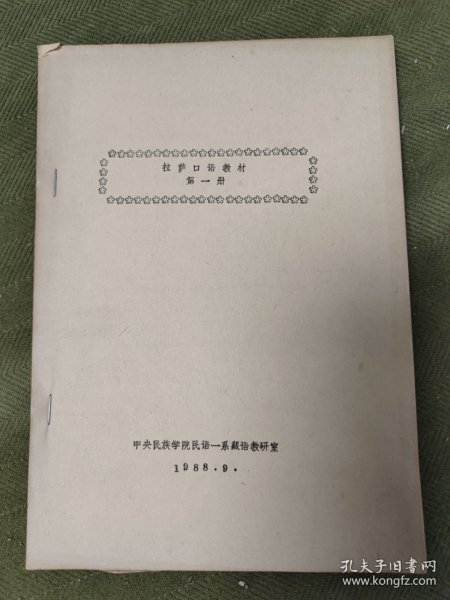 拉萨口语教材
第一册
中央民族学院民语一系藏语教研室
1988.9.
孔夫子旧书网
www.kongfz.com